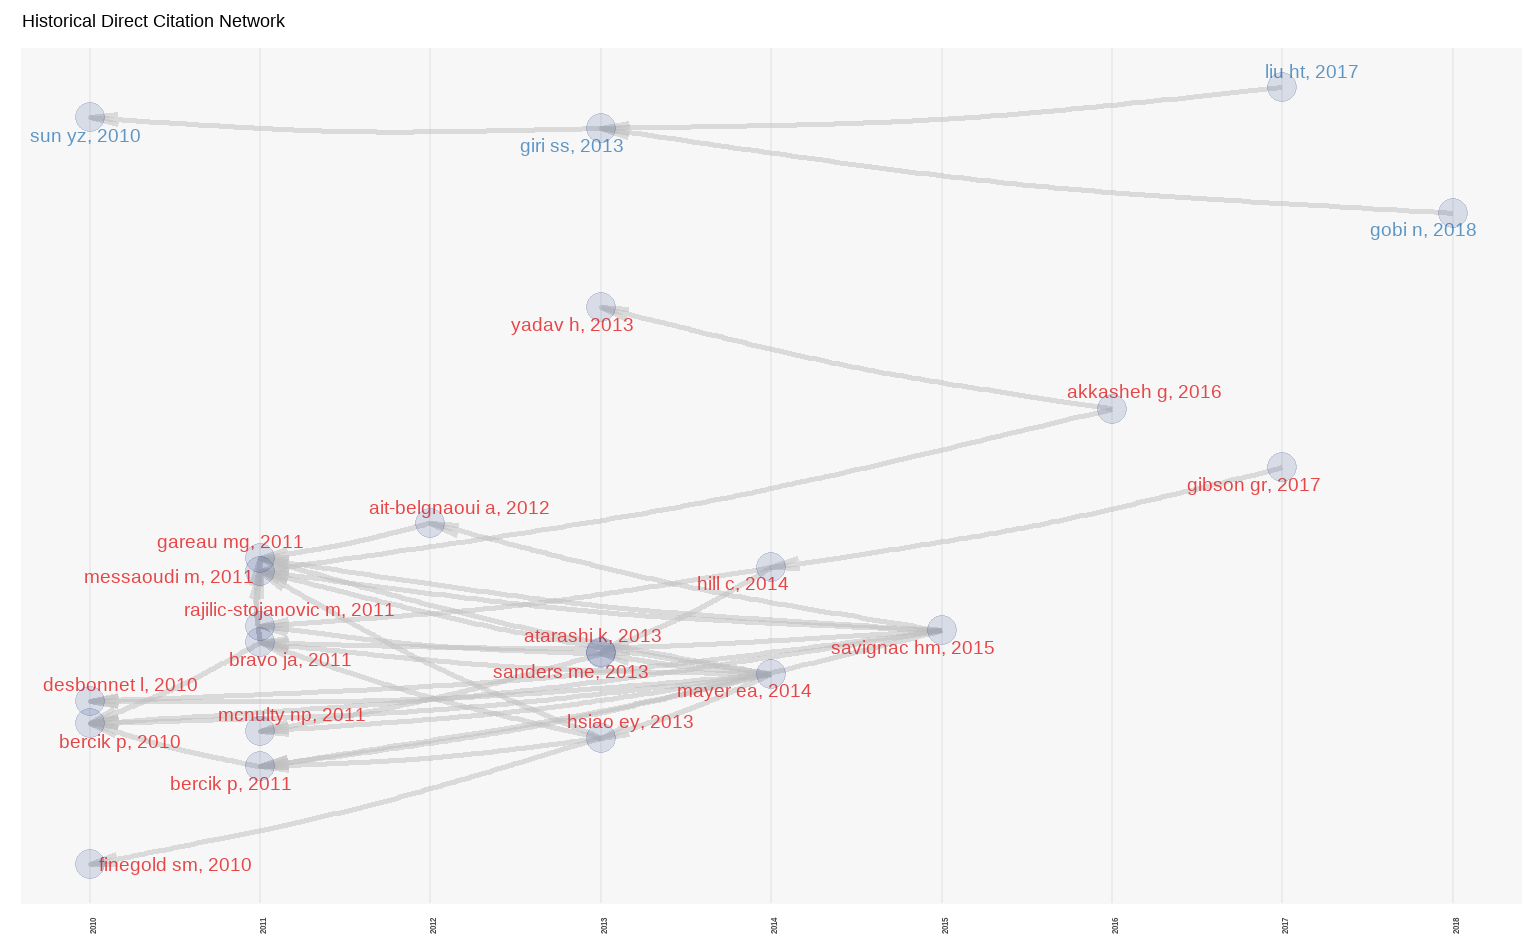 Historical Direct Citation Network
liu ht, 2017
sun yz, 2010
giri ss, 2013
gobi n, 2018
yadav h, 2013
akkasheh g, 2016
gibson gr, 2017
ait-belgnaoui a, 2012
gareau mg, 2011
messaoudi m, 2011
hill c, 2014
rajilic-stojanovic m, 2011
atarashi k, 2013
savignac hm, 2015
bravo ja, 2011
sanders me, 2013
desbonnet l, 2010
mayer ea, 2014
mcnulty np, 2011
hsiao ey, 2013
bercik p, 2010
bercik p, 2011
finegold sm, 2010
2010
2011
2012
2013
2014
2015
2016
2017
2018